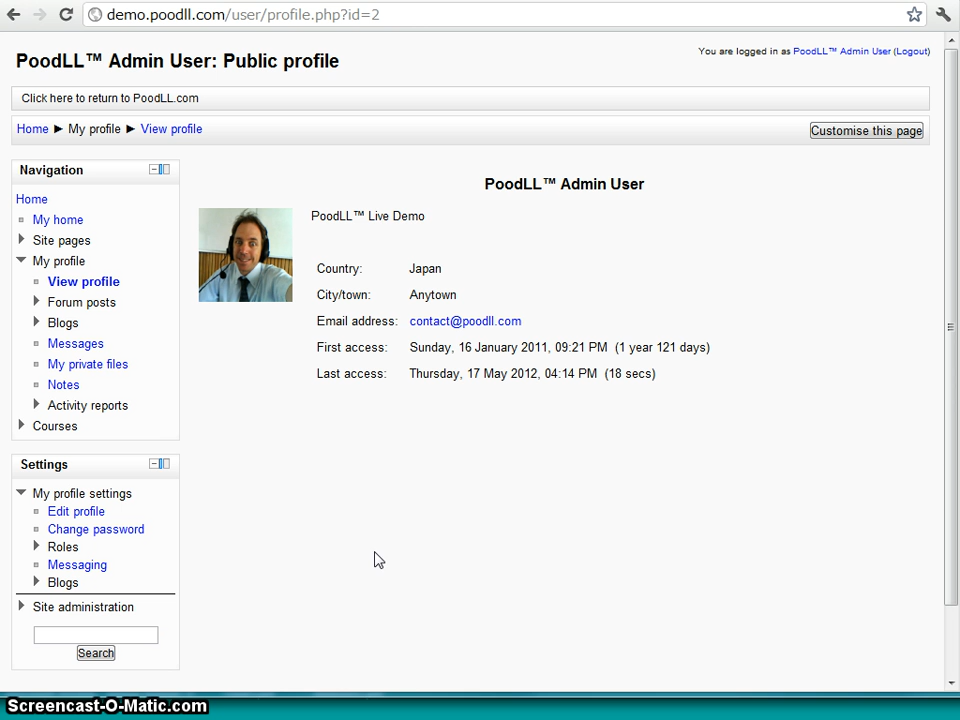 demo.poodll.com/user/profile.php?id=2
PoodLL™ Admin User: Public profile
You are logged in as PoodLL™ Admin User (Logout)
Click here to return to PoodLL.com
Home ► My profile ► View profile
Customise this page
Navigation
Home
My home
Site pages
My profile
View profile
Forum posts
Blogs
Messages
My private files
Notes
Activity reports
Courses
Settings
My profile settings
Edit profile
Change password
Roles
Messaging
Blogs
Site administration
Search
PoodLL™ Admin User
PoodLL™ Live Demo
Country: Japan
City/town: Anytown
Email address: contact@poodll.com
First access: Sunday, 16 January 2011, 09:21 PM (1 year 121 days)
Last access: Thursday, 17 May 2012, 04:14 PM (18 secs)
Screencast-O-Matic.com